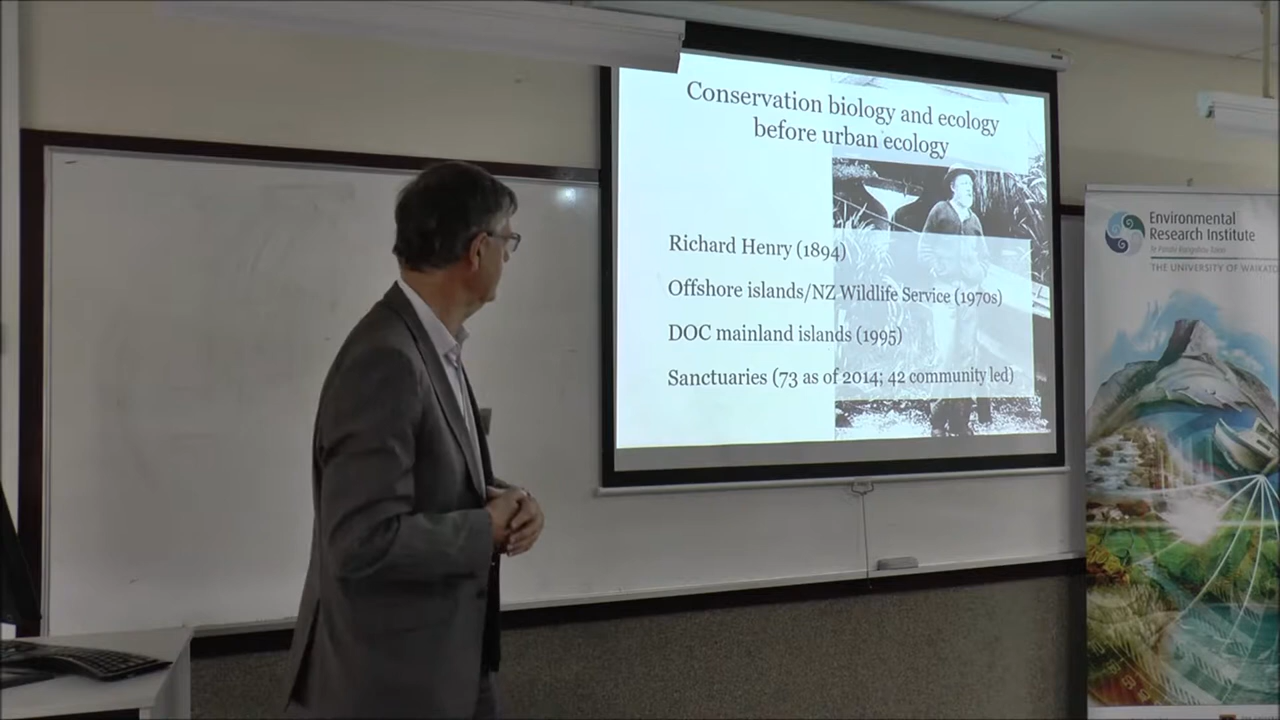 Conservation biology and ecology
before urban ecology
Richard Henry (1894)
Offshore islands/NZ Wildlife Service (1970s)
DOC mainland islands (1995)
Sanctuaries (73 as of 2014; 42 community led)
Environmental
Research Institute
THE UNIVERSITY OF WAIKATO